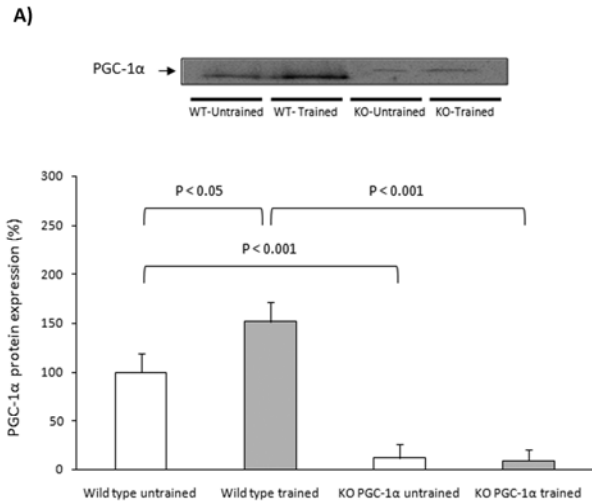 A)
PGC-1α
WT-Untrained WT- Trained KO-Untrained KO-Trained
PGC-1α protein expression (%)
300
250
200
150
100
50
0
P < 0.05
P < 0.001
P < 0.001
Wild type untrained Wild type trained KO PGC-1α untrained KO PGC-1α trained